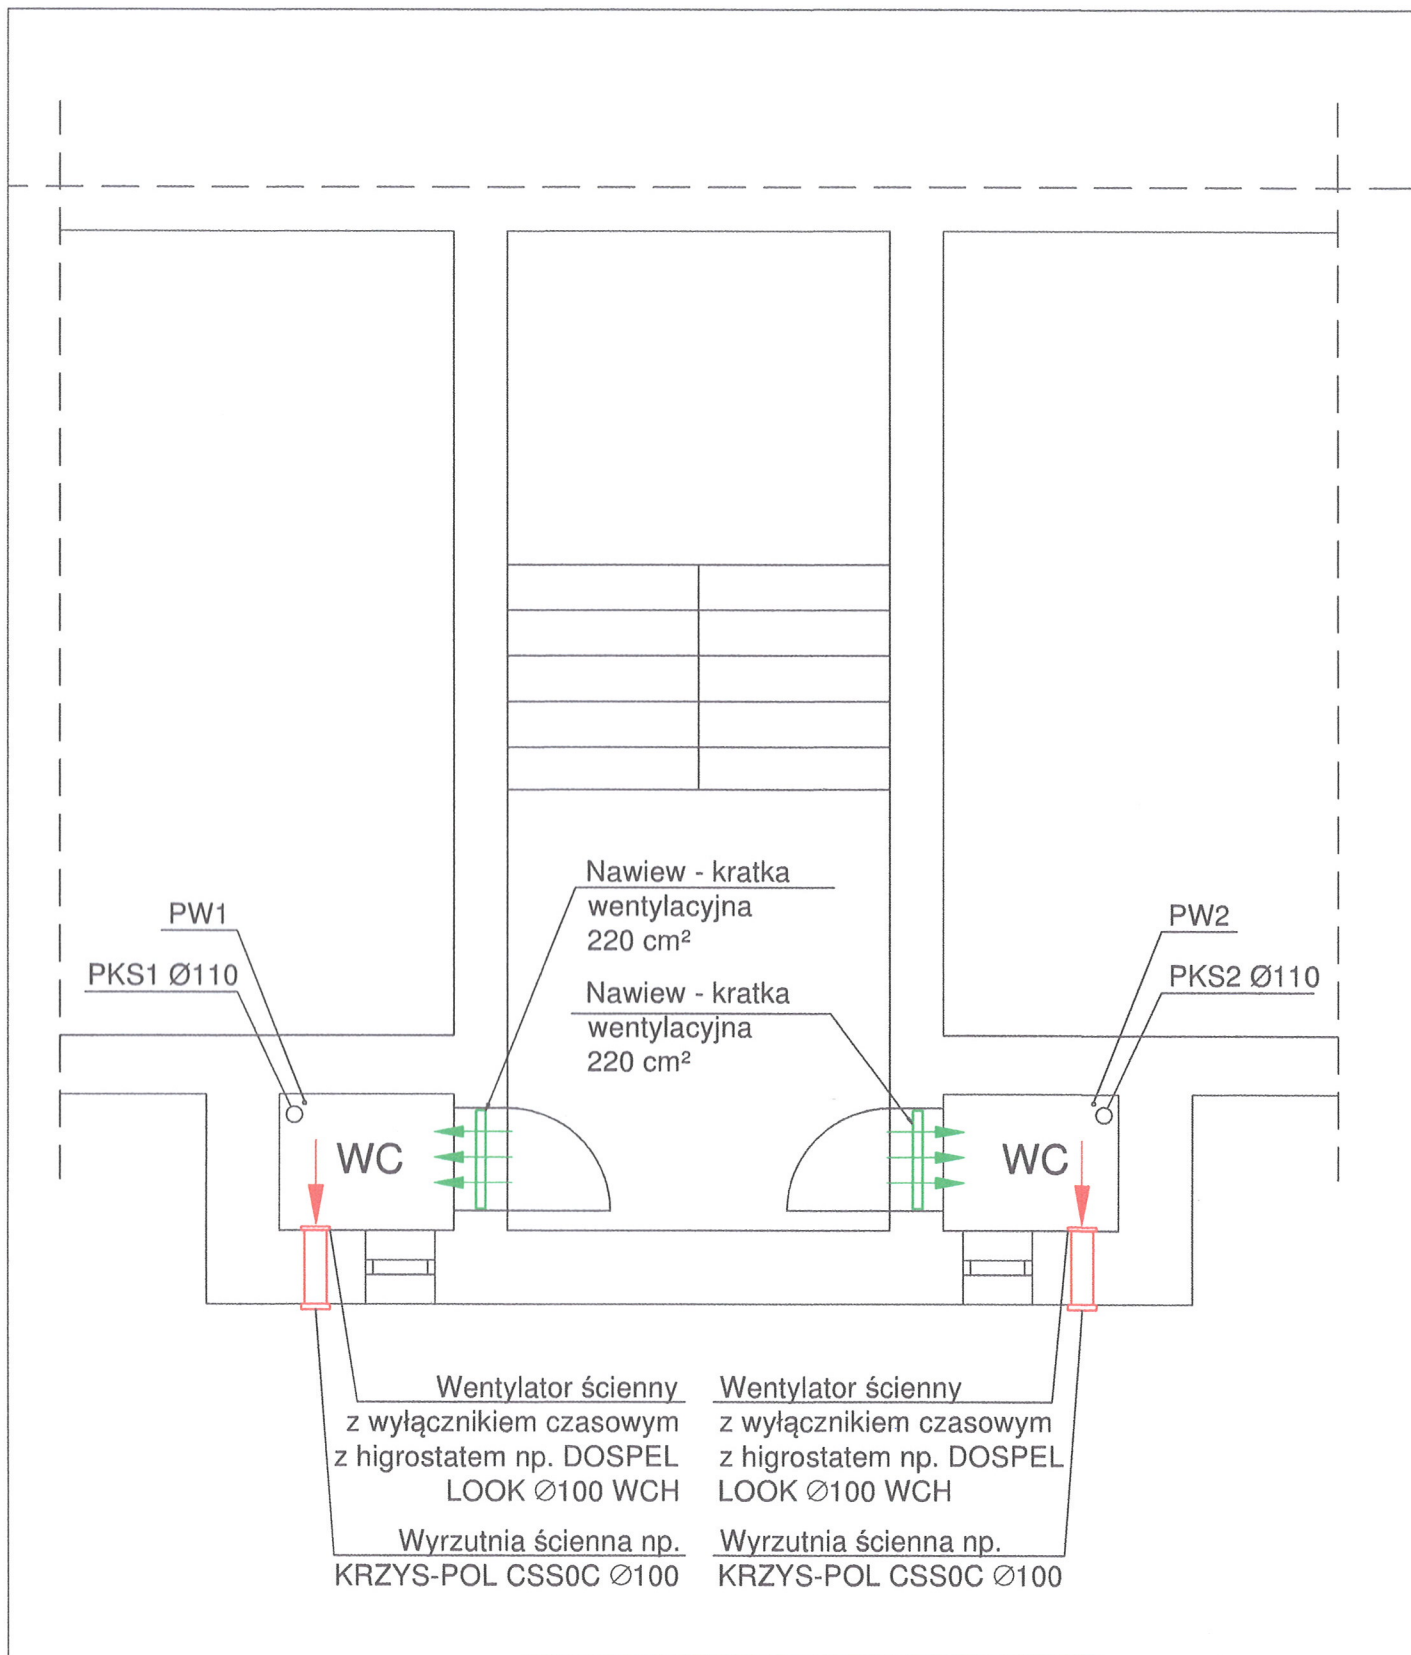 Nawiew - kratka
wentylacyjna
220 cm²
PW1
PKS1 Ø110
Nawiew - kratka
wentylacyjna
220 cm²
PW2
PKS2 Ø110
WC
WC
Wentylator ścienny
z wyłącznikiem czasowym
z higrostatem np. DOSPEL
LOOK ∅100 WCH
Wyrzutnia ścienna np.
KRZYS-POL CSS0C ∅100
Wentylator ścienny
z wyłącznikiem czasowym
z higrostatem np. DOSPEL
LOOK ∅100 WCH
Wyrzutnia ścienna np.
KRZYS-POL CSS0C ∅100